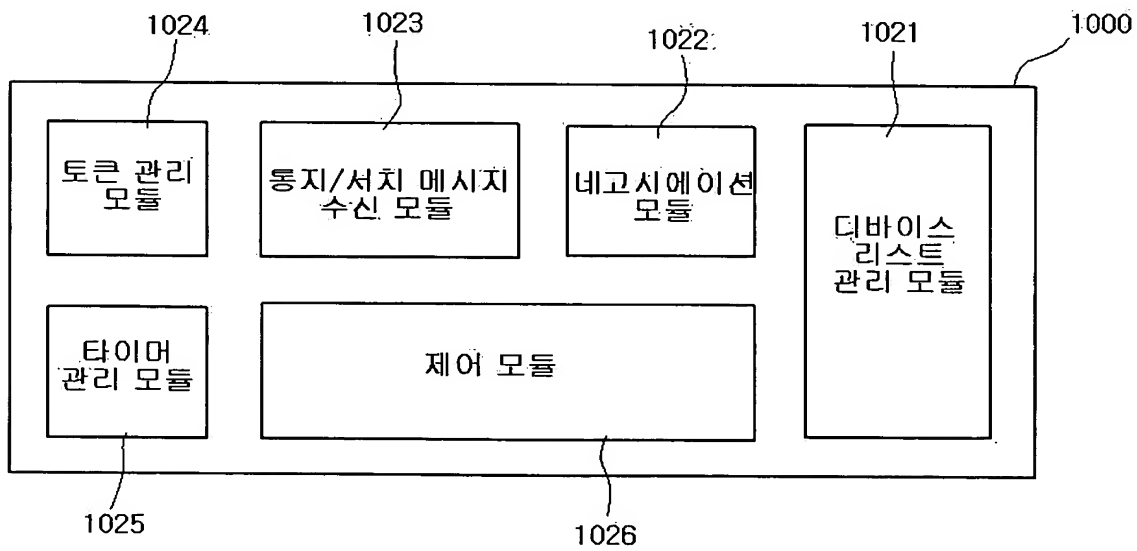 1024
1023
1022
1021
1000
토큰 관리
모듈
통지/서치 메시지
수신 모듈
네고시에이션
모듈
디바이스
리스트
관리 모듈
타이머
관리 모듈
제어 모듈
1025
1026